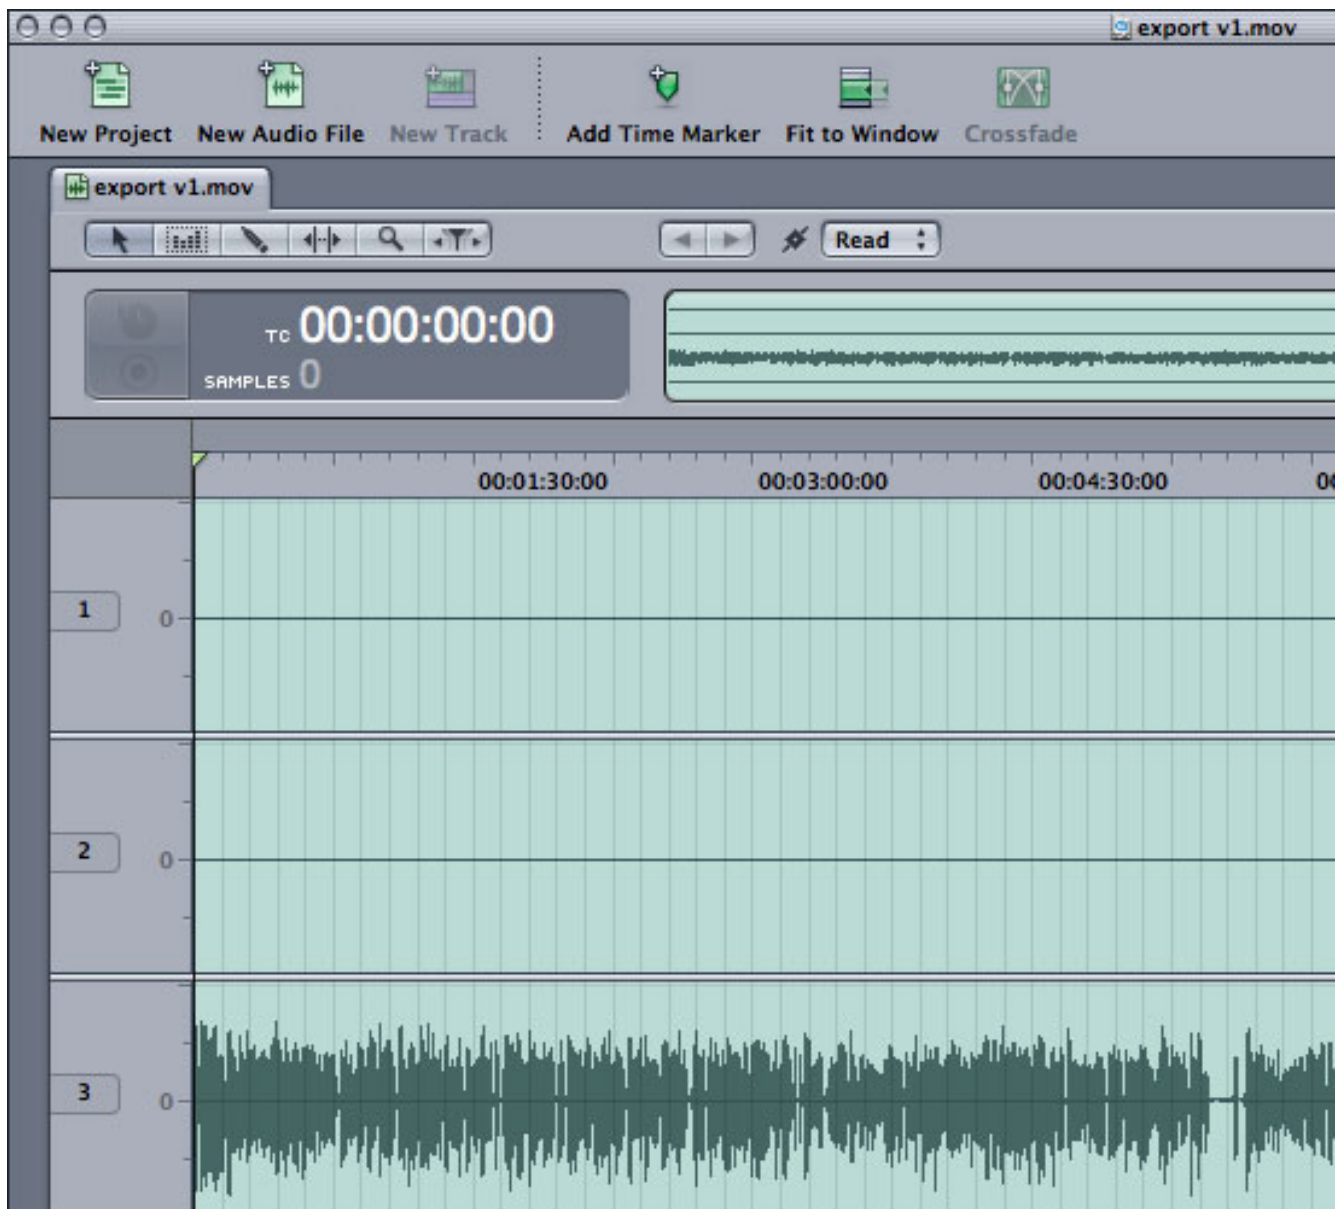 export v1.mov
New Project New Audio File New Track Add Time Marker Fit to Window Crossfade
export v1.mov
Read
TC 00:00:00:00
SAMPLES 0
00:01:30:00 00:03:00:00 00:04:30:00
1 0
2 0
3 0